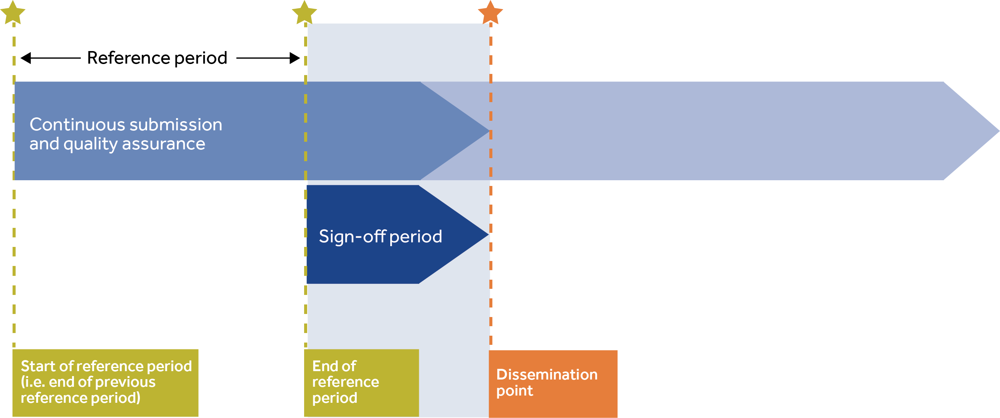 Reference period
Continuous submission
and quality assurance
Sign-off period
Start of reference period
(i.e. end of previous
reference period)
End of
reference
period
Dissemination
point